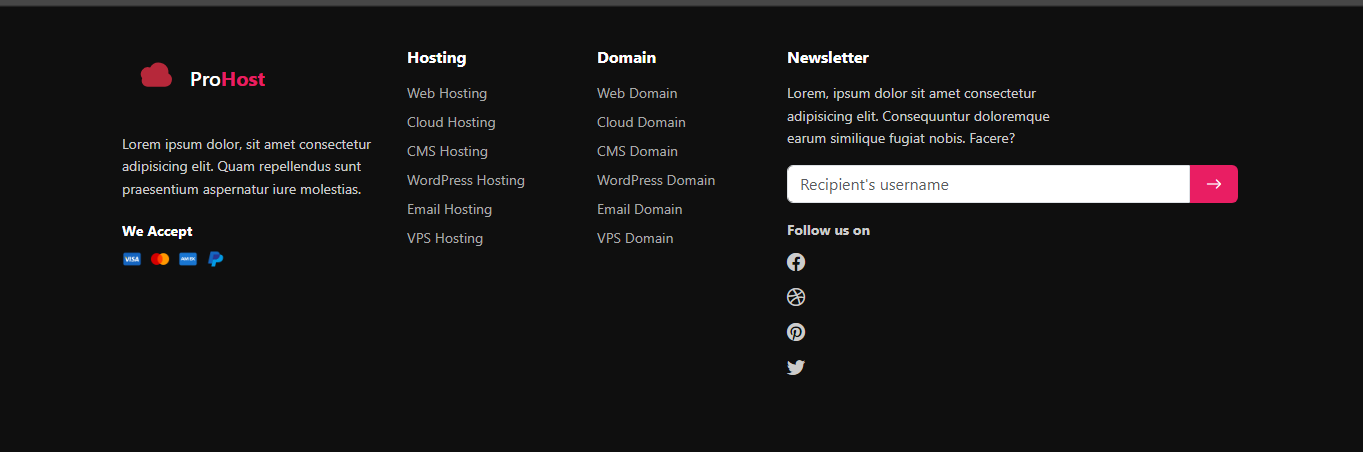 ProHost
Lorem ipsum dolor, sit amet consectetur
adipisicing elit. Quam repellendus sunt
praesentium aspernatur iure molestias.
We Accept
VISA
AMEX
Hosting
Web Hosting
Cloud Hosting
CMS Hosting
WordPress Hosting
Email Hosting
VPS Hosting
Domain
Web Domain
Cloud Domain
CMS Domain
WordPress Domain
Email Domain
VPS Domain
Newsletter
Lorem, ipsum dolor sit amet consectetur
adipisicing elit. Consequuntur doloremque
earum similique fugiat nobis. Facere?
Recipient's username
Follow us on